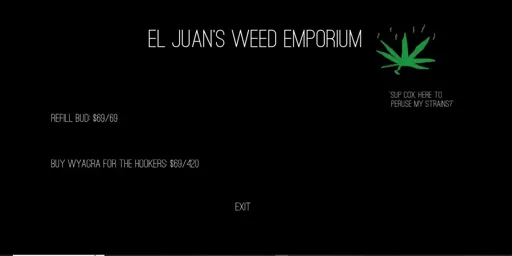 EL JUAN'S WEED EMPORIUM
"SUP COX, HERE TO
PERUSE MY STRAINS?"
REFILL BUD: $69/69
BUY WYAGRA FOR THE HOOKERS: $69/420
EXIT